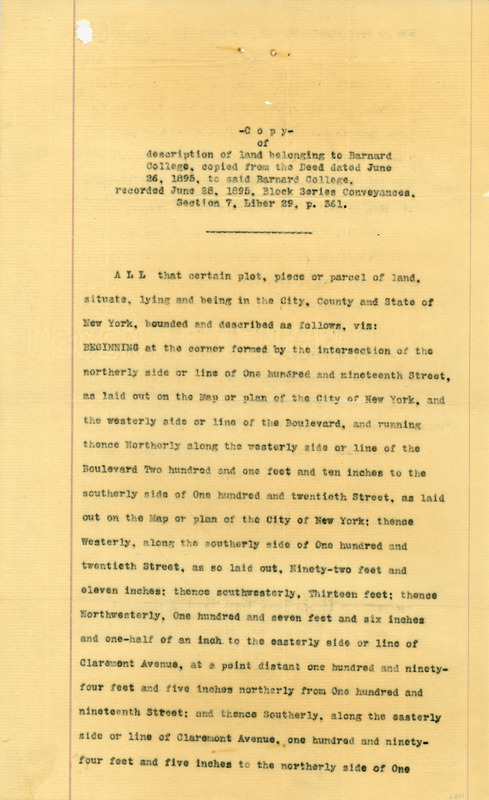 -C o p y-
of
description of land belonging to Barnard
College, copied from the Deed dated June
26, 1895, to said Barnard College,
recorded June 28, 1895, Block Series Conveyances,
Section 7, Liber 29, p. 361.
A L L that certain plot, piece or parcel of land,
situate, lying and being in the City, County and State of
New York, bounded and described as follows, viz:
BEGINNING at the corner formed by the intersection of the
northerly side or line of One hundred and nineteenth Street,
as laid out on the Map or plan of the City of New York, and
the westerly side or line of the Boulevard, and running
thence Northerly along the westerly side or line of the
Boulevard Two hundred and one feet and ten inches to the
southerly side of One hundred and twentieth Street, as laid
out on the Map or plan of the City of New York; thence
Westerly, along the southerly side of One hundred and
twentieth Street, as so laid out, Ninety-two feet and
eleven inches; thence southwesterly, Thirteen feet; thence
Northwesterly, One hundred and seven feet and six inches
and one-half of an inch to the easterly side or line of
Claremont Avenue, at a point distant one hundred and ninety-
four feet and five inches northerly from One hundred and
nineteenth Street; and thence Southerly, along the easterly
side or line of Claremont Avenue, one hundred and ninety-
four feet and five inches to the northerly side of One